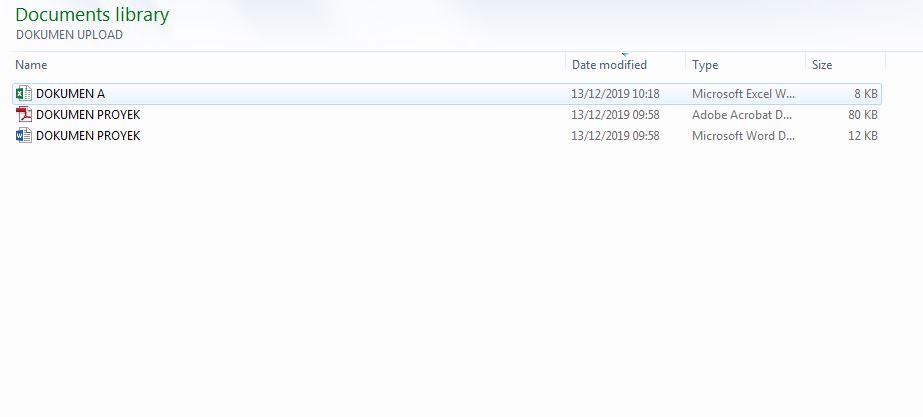 Documents library
DOKUMEN UPLOAD
Name Date modified Type Size
DOKUMEN A 13/12/2019 10:18 Microsoft Excel W... 8 KB
DOKUMEN PROYEK 13/12/2019 09:58 Adobe Acrobat D... 80 KB
DOKUMEN PROYEK 13/12/2019 09:58 Microsoft Word D... 12 KB